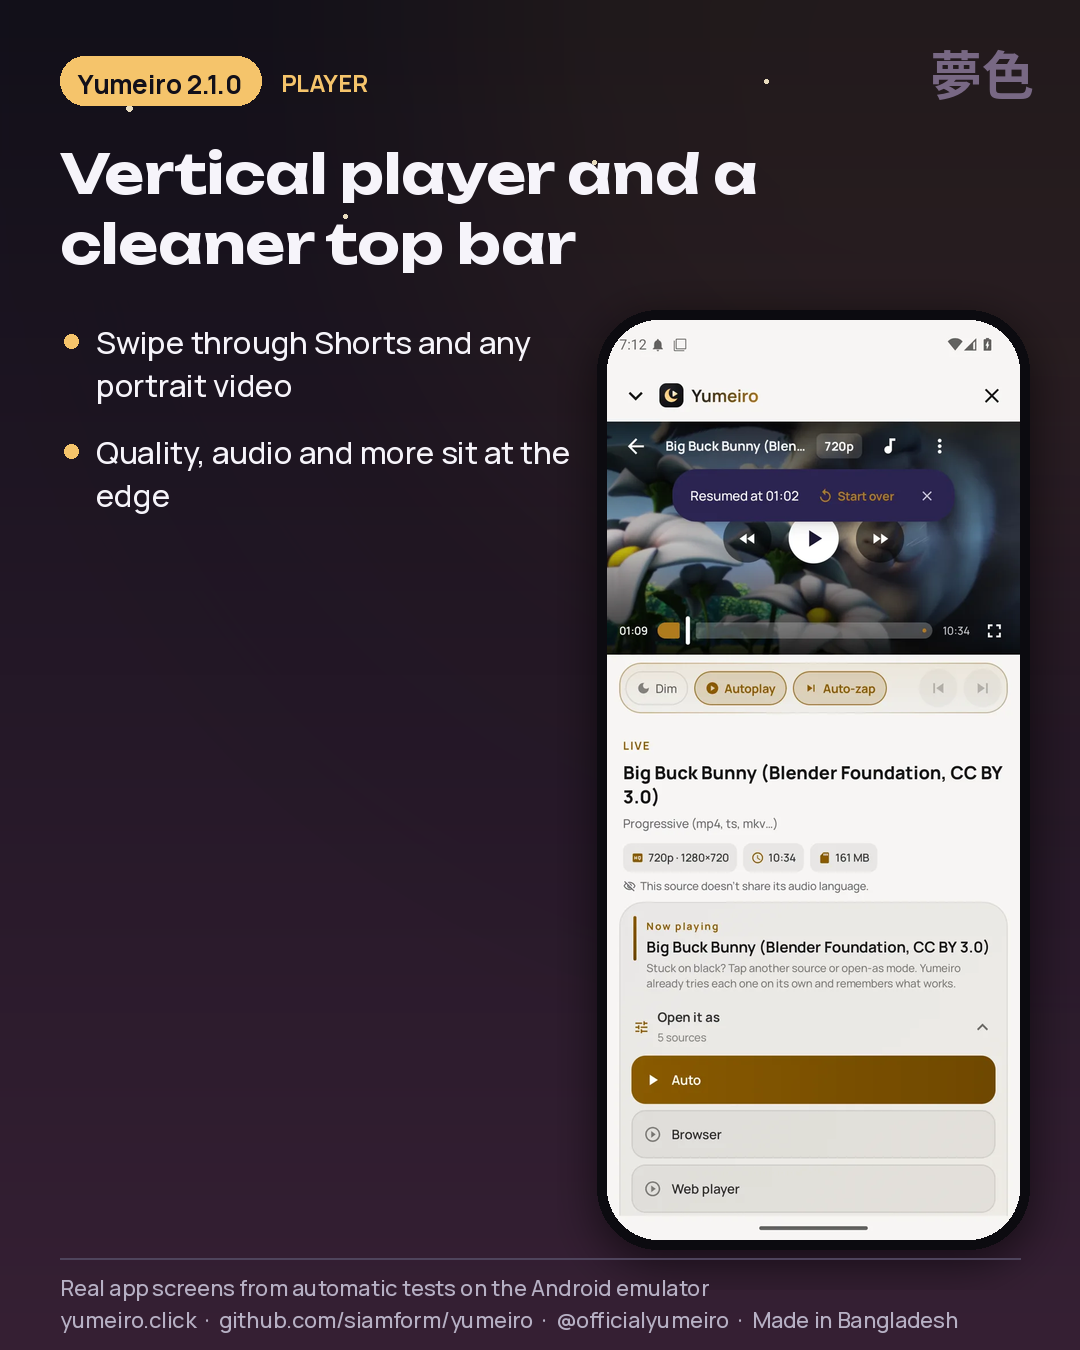 Yumeiro 2.1.0 PLAYER
夢色
Vertical player and a
cleaner top bar
Swipe through Shorts and any
portrait video
Quality, audio and more sit at the
edge
7:12
Yumeiro
Big Buck Bunny (Blen... 720p
Resumed at 01:02 Start over
01:09 10:34
Dim Autoplay Auto-zap
LIVE
Big Buck Bunny (Blender Foundation, CC BY
3.0)
Progressive (mp4, ts, mkv...)
HQ 720p · 1280×720 10:34 161 MB
This source doesn't share its audio language.
Now playing
Big Buck Bunny (Blender Foundation, CC BY 3.0)
Stuck on black? Tap another source or open-as mode. Yumeiro
already tries each one on its own and remembers what works.
Open it as
5 sources
Auto
Browser
Web player
Real app screens from automatic tests on the Android emulator
yumeiro.click · github.com/siamform/yumeiro · @officialyumeiro · Made in Bangladesh